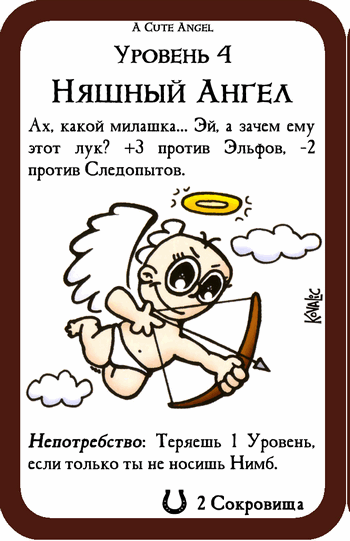 A Cute Angel
Уровень 4
Няшный Ангел
Ах, какой милашка... Эй, а зачем ему
этот лук? +3 против Эльфов, -2
против Следопытов.
Kovalic
Непотребство: Теряешь 1 Уровень,
если только ты не носишь Нимб.
2 Сокровища